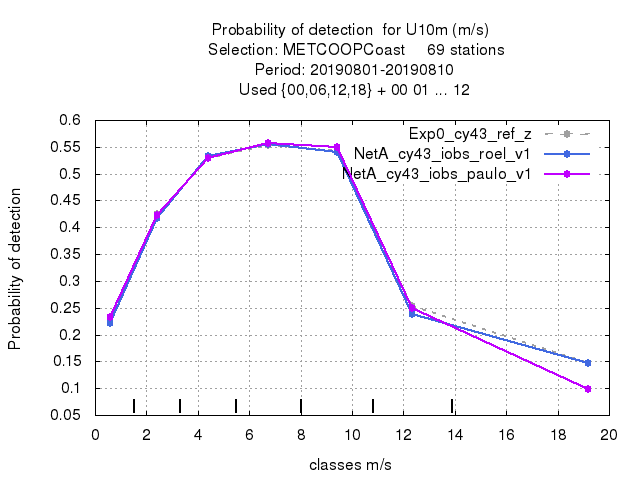 Probability of detection  for U10m (m/s)
Selection: METCOOPCoast     69 stations
Period: 20190801-20190810
Used {00,06,12,18} + 00 01 ... 12
Probability of detection
0.6
0.55
0.5
0.45
0.4
0.35
0.3
0.25
0.2
0.15
0.1
0.05
Exp0_cy43_ref_z
NetA_cy43_iobs_roel_v1
NetA_cy43_iobs_paulo_v1
0 2 4 6 8 10 12 14 16 18 20
classes m/s